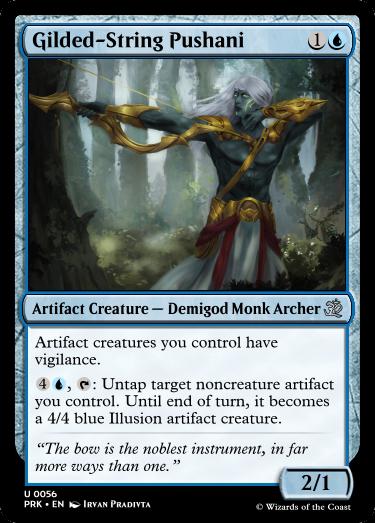 Gilded-String Pushani 1
Artifact Creature — Demigod Monk Archer
Artifact creatures you control have
vigilance.
4, : Untap target noncreature artifact
you control. Until end of turn, it becomes
a 4/4 blue Illusion artifact creature.
“The bow is the noblest instrument, in far
more ways than one.”
2/1
U 0056
PRK • EN Irvan Pradivta
© Wizards of the Coast